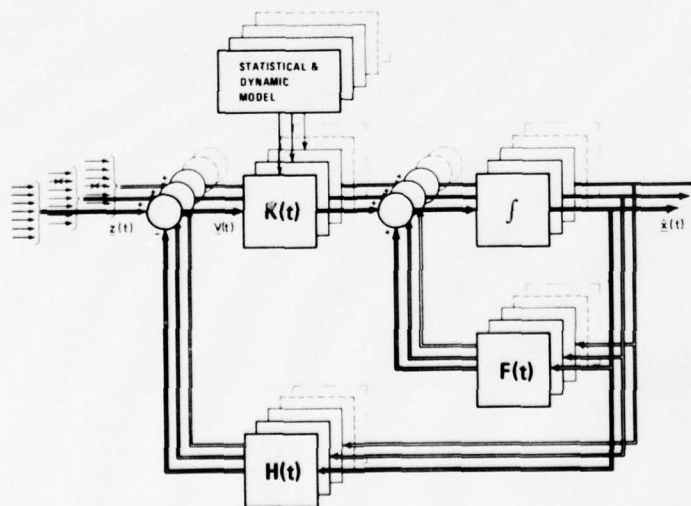 STATISTICAL &
DYNAMIC
MODEL
K(t)
∫
z(t)
V(t)
x̂(t)
F(t)
H(t)